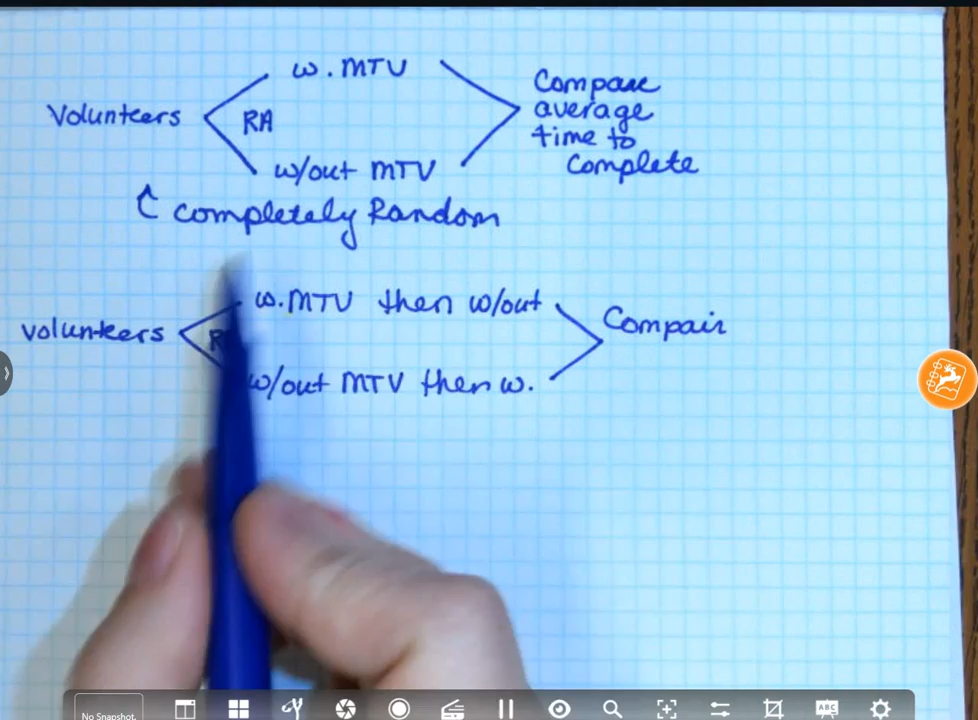 w. MTV
Volunteers
RA
w/out MTV
Compare
average
time to
Complete
Completely Random
volunteers
w. MTV then w/out
w/out MTV then w.
Compair
No Snapshot.
ABC